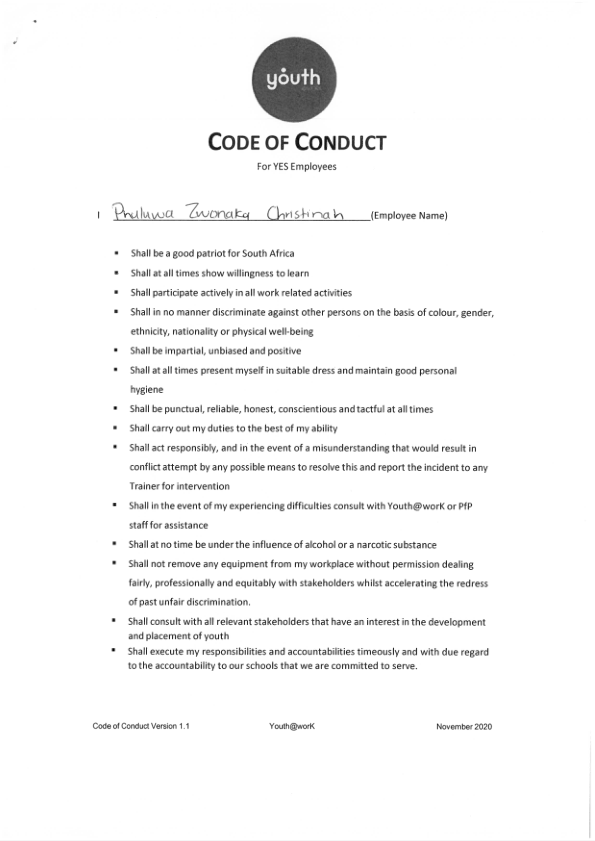 youth
CODE OF CONDUCT
For YES Employees
I Phuluwa Zwonaka Christinah (Employee Name)
▪ Shall be a good patriot for South Africa
▪ Shall at all times show willingness to learn
▪ Shall participate actively in all work related activities
▪ Shall in no manner discriminate against other persons on the basis of colour, gender,
ethnicity, nationality or physical well-being
▪ Shall be impartial, unbiased and positive
▪ Shall at all times present myself in suitable dress and maintain good personal
hygiene
▪ Shall be punctual, reliable, honest, conscientious and tactful at all times
▪ Shall carry out my duties to the best of my ability
▪ Shall act responsibly, and in the event of a misunderstanding that would result in
conflict attempt by any possible means to resolve this and report the incident to any
Trainer for intervention
▪ Shall in the event of my experiencing difficulties consult with Youth@worK or PfP
staff for assistance
▪ Shall at no time be under the influence of alcohol or a narcotic substance
▪ Shall not remove any equipment from my workplace without permission dealing
fairly, professionally and equitably with stakeholders whilst accelerating the redress
of past unfair discrimination.
▪ Shall consult with all relevant stakeholders that have an interest in the development
and placement of youth
▪ Shall execute my responsibilities and accountabilities timeously and with due regard
to the accountability to our schools that we are committed to serve.
Code of Conduct Version 1.1 Youth@worK November 2020